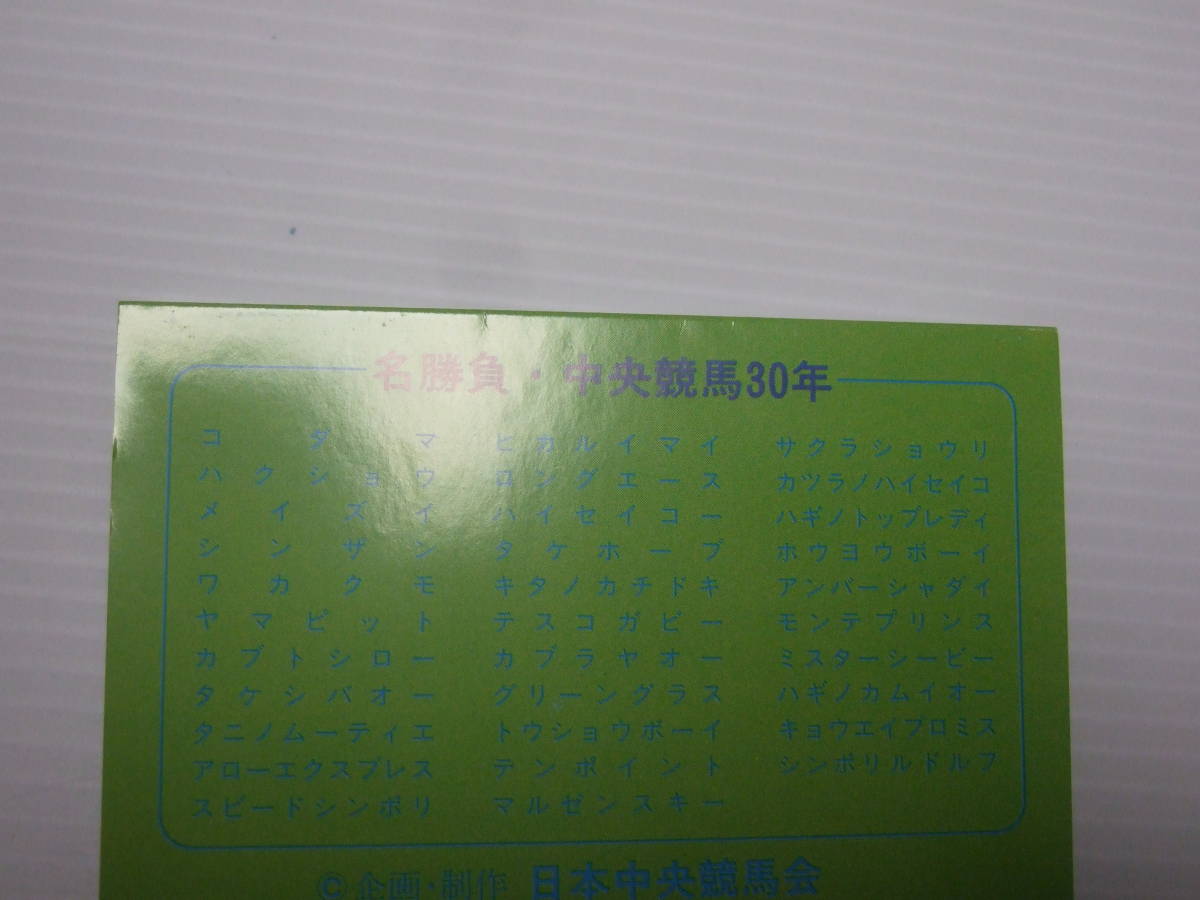 名勝負・中央競馬30年
コダマ
ハクショウ
メイズイ
シンザン
ワカクモ
ヤマピット
カブトシロー
タケシバオー
タニノムーティエ
アローエクスプレス
スピードシンボリ
ヒカルイマイ
ロングエース
ハイセイコー
タケホープ
キタノカチドキ
テスコガビー
カブラヤオー
グリーングラス
トウショウボーイ
テンポイント
マルゼンスキー
サクラショウリ
カツラノハイセイコ
ハギノトップレディ
ホウヨウボーイ
アンバーシャダイ
モンテプリンス
ミスターシービー
ハギノカムイオー
キョウエイプロミス
シンボリルドルフ
©企画・制作 日本中央競馬会